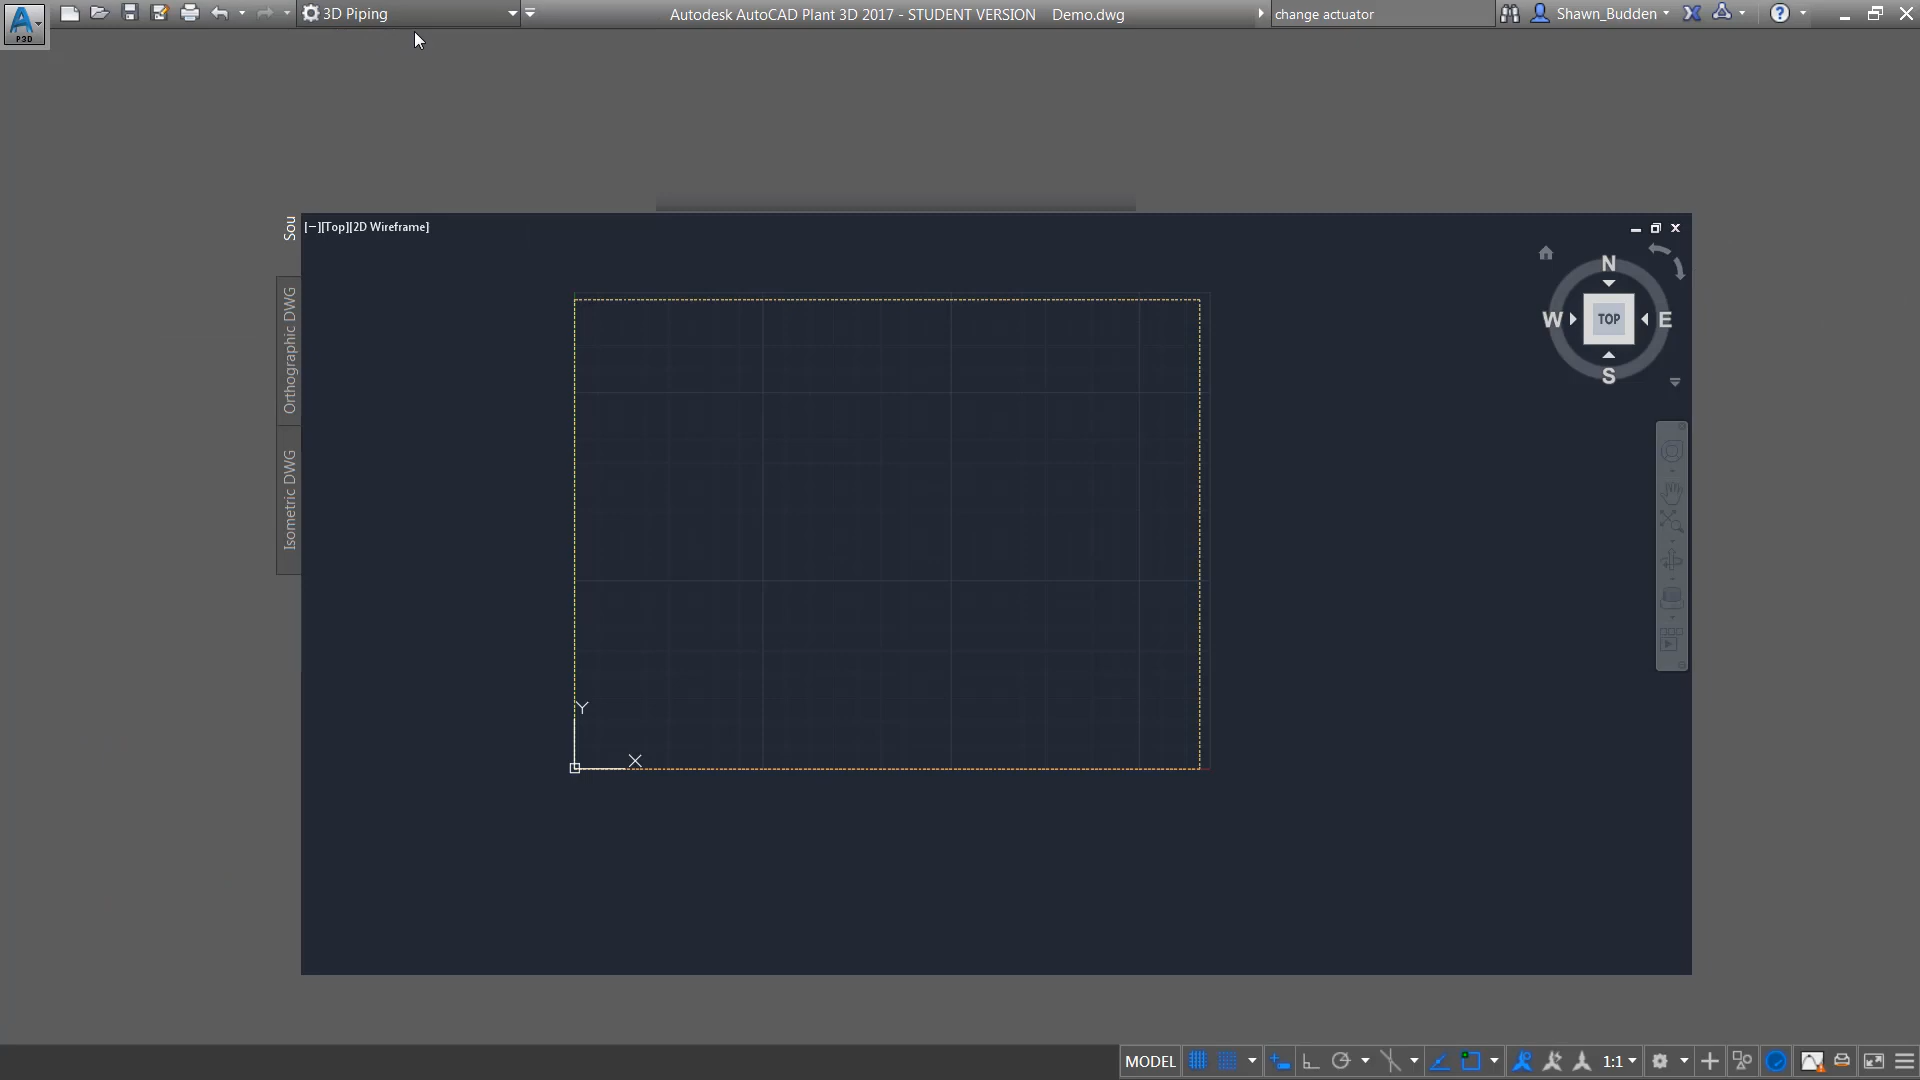 3D Piping
Autodesk AutoCAD Plant 3D 2017 - STUDENT VERSION Demo.dwg
change actuator
Shawn_Budden
P3D
[−][Top][2D Wireframe]
Sou
Orthographic DWG
Isometric DWG
N
W
TOP
E
S
Y
X
MODEL
1:1